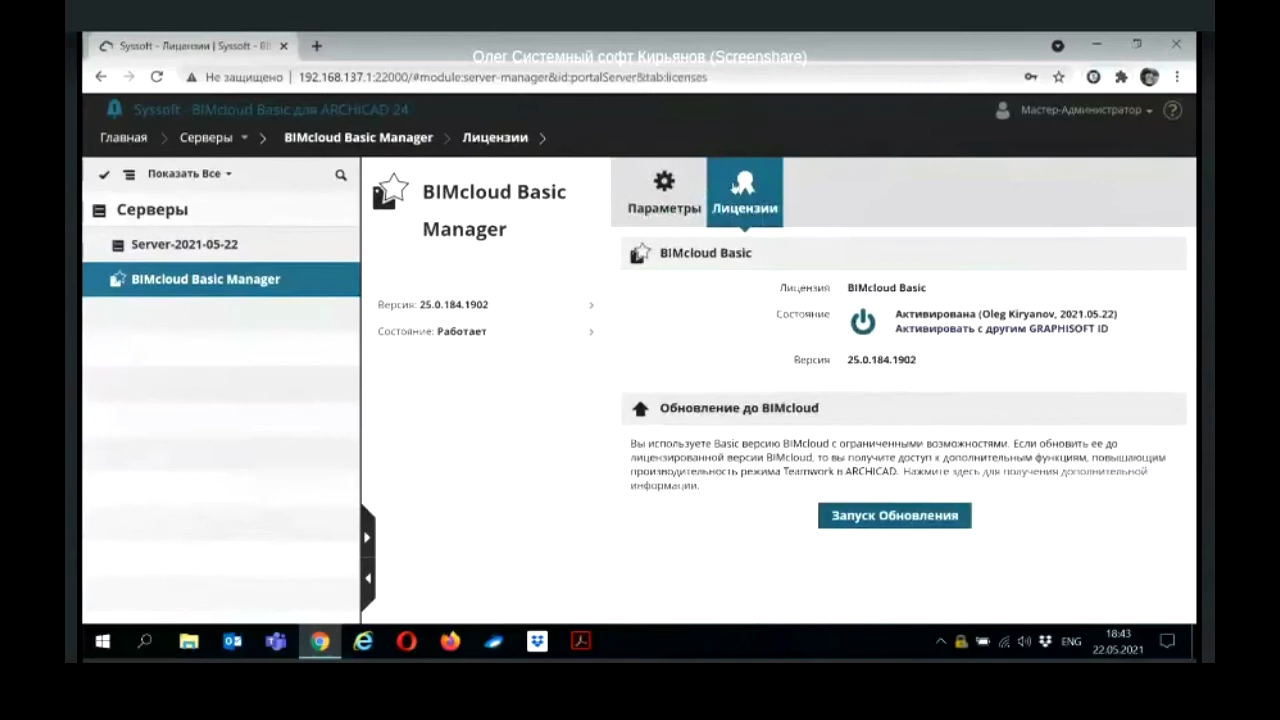 Syssoft - Лицензии | Syssoft - BI
Олег Системный софт Кирьянов (Screenshare)
Не защищено | 192.168.137.1:22000/#module:server-manager&id:portalServer&tab:licenses
Syssoft - BIMcloud Basic для ARCHICAD 24
Мастер-Администратор
Главная
Серверы
BIMcloud Basic Manager
Лицензии
Показать Все
Серверы
Server-2021-05-22
BIMcloud Basic Manager
BIMcloud Basic
Manager
Версия: 25.0.184.1902
Состояние: Работает
Параметры
Лицензии
BIMcloud Basic
Лицензия BIMcloud Basic
Состояние Активирована (Oleg Kiryanov, 2021.05.22)
Активировать с другим GRAPHISOFT ID
Версия 25.0.184.1902
Обновление до BIMcloud
Вы используете Basic версию BIMcloud с ограниченными возможностями. Если обновить ее до
лицензированной версии BIMcloud, то вы получите доступ к дополнительным функциям, повышающим
производительность режима Teamwork в ARCHICAD. Нажмите здесь для получения дополнительной
информации.
Запуск Обновления
ENG
18:43
22.05.2021